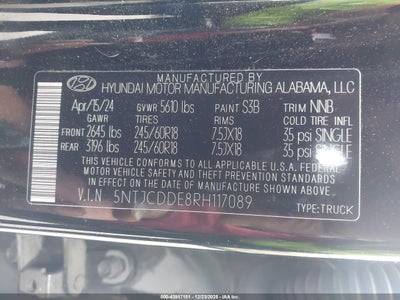 MANUFACTURED BY
HYUNDAI MOTOR MANUFACTURING ALABAMA, LLC
Apr/15/24 GVWR 5610 lbs PAINT S3B TRIM NNB
GAWR TIRES RIMS COLD INF.
FRONT 2645 lbs 245/60R18 7.5JX18 35 psi SINGLE
REAR 3196 lbs 245/60R18 7.5JX18 35 psi SINGLE
THIS VEHICLE CONFORMS TO ALL APPLICABLE U.S.A. FEDERAL
MOTOR VEHICLE SAFETY AND THEFT PREVENTION STANDARDS
IN EFFECT ON THE DATE OF MANUFACTURE SHOWN ABOVE.
V.I.N 5NTJCDDE8RH117089
TYPE:TRUCK